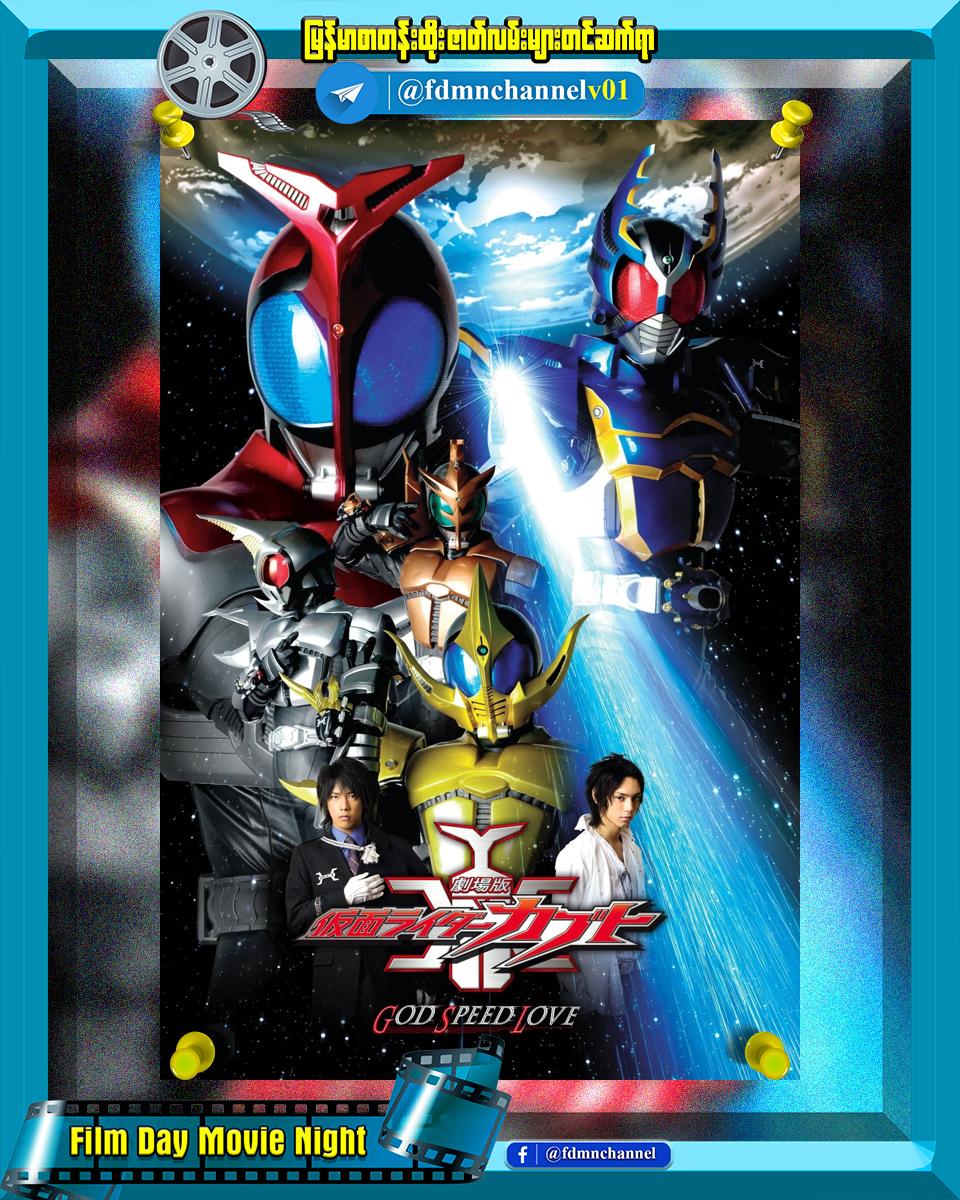 မြန်မာစာတန်းထိုးဇာတ်လမ်းများတင်ဆက်ရာ
@fdmnchannelv01
劇場版
仮面ライダーカブト
GOD SPEED LOVE
Film Day Movie Night
@fdmnchannel